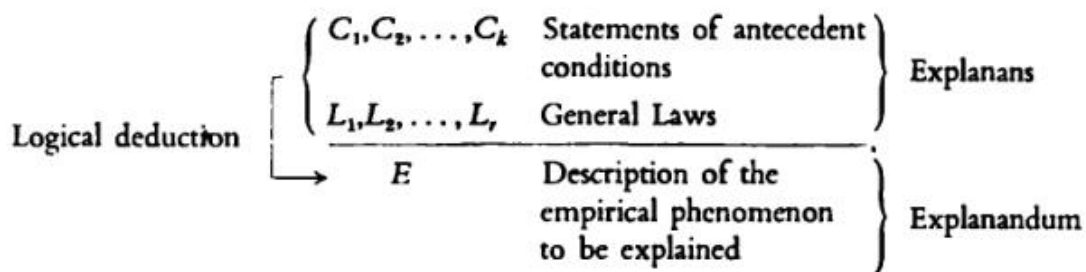 C₁, C₂, . . . , Cₖ Statements of antecedent
conditions
Explanans
L₁, L₂, . . . , Lᵣ General Laws
Logical deduction
E Description of the
empirical phenomenon
to be explained
Explanandum